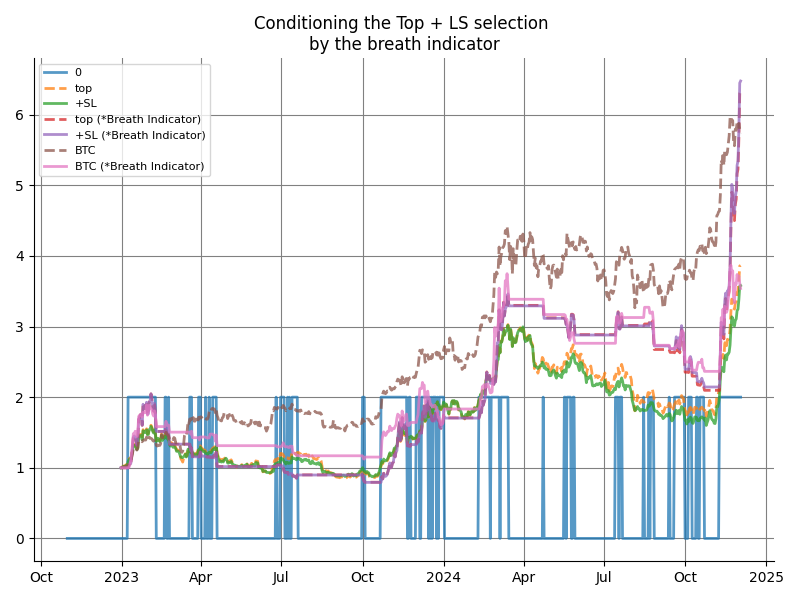 Conditioning the Top + LS selection
by the breath indicator
0
top
+SL
top (*Breath Indicator)
+SL (*Breath Indicator)
BTC
BTC (*Breath Indicator)
6
5
4
3
2
1
0
Oct
2023
Apr
Jul
Oct
2024
Apr
Jul
Oct
2025